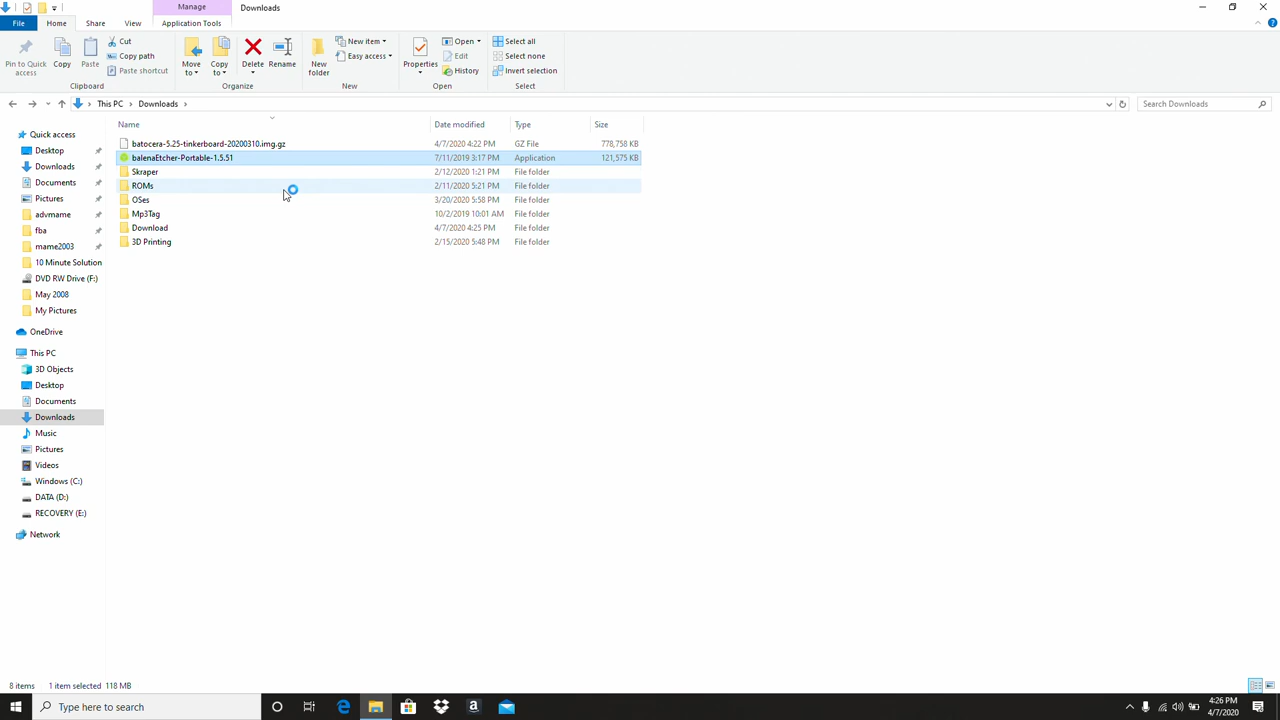 Manage
Downloads
File
Home
Share
View
Application Tools
Pin to Quick access
Copy
Paste
Cut
Copy path
Paste shortcut
Clipboard
Move to
Copy to
Delete
Rename
Organize
New folder
New item
Easy access
New
Properties
Open
Edit
History
Open
Select all
Select none
Invert selection
Select
This PC > Downloads >
Search Downloads
Name
Date modified
Type
Size
batocera-5.25-tinkerboard-20200310.img.gz 4/7/2020 4:22 PM GZ File 778,758 KB
balenaEtcher-Portable-1.5.51 7/11/2019 3:17 PM Application 121,575 KB
Skraper 2/12/2020 1:21 PM File folder
ROMs 2/11/2020 5:21 PM File folder
OSes 3/20/2020 5:58 PM File folder
Mp3Tag 10/2/2019 10:01 AM File folder
Download 4/7/2020 4:25 PM File folder
3D Printing 2/15/2020 5:48 PM File folder
Quick access
Desktop
Downloads
Documents
Pictures
advmame
fba
mame2003
10 Minute Solution
DVD RW Drive (F:)
May 2008
My Pictures
OneDrive
This PC
3D Objects
Desktop
Documents
Downloads
Music
Pictures
Videos
Windows (C:)
DATA (D:)
RECOVERY (E:)
Network
8 items
1 item selected 118 MB
Type here to search
4:26 PM
4/7/2020